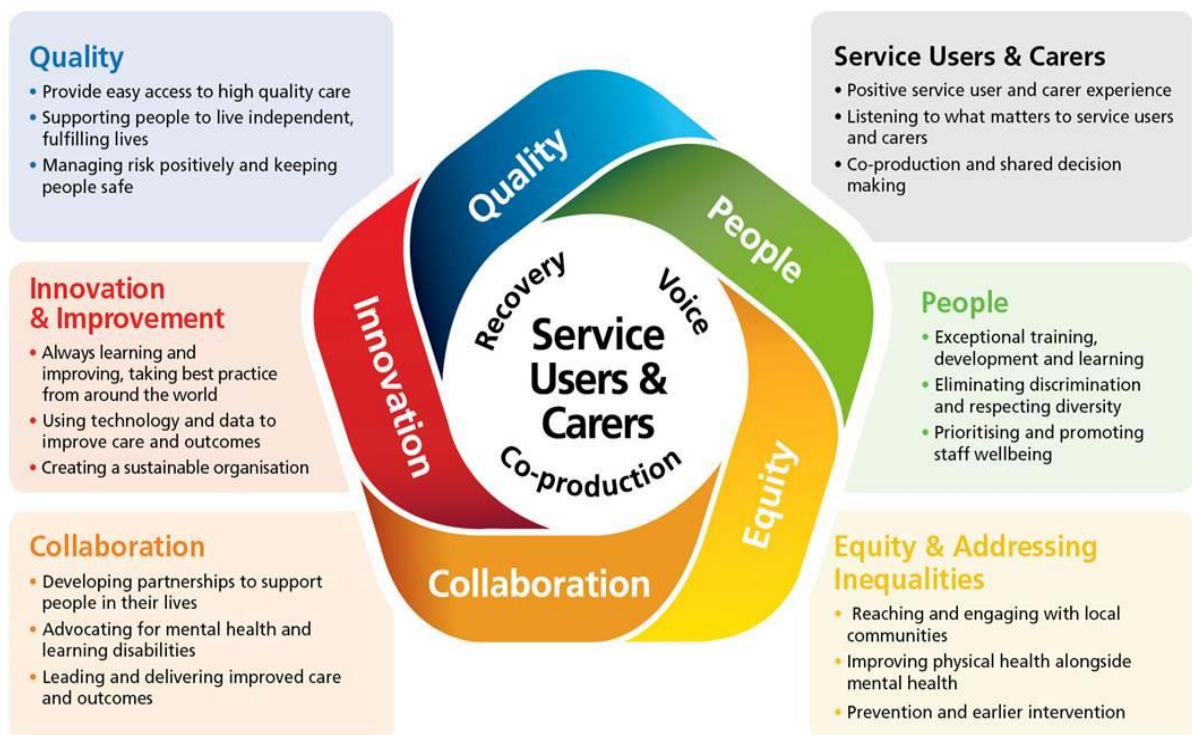 Quality
• Provide easy access to high quality care
• Supporting people to live independent,
fulfilling lives
• Managing risk positively and keeping
people safe
Innovation
& Improvement
• Always learning and
improving, taking best practice
from around the world
• Using technology and data to
improve care and outcomes
• Creating a sustainable organisation
Collaboration
• Developing partnerships to support
people in their lives
• Advocating for mental health and
learning disabilities
• Leading and delivering improved care
and outcomes
Quality
People
Equity
Collaboration
Innovation
Recovery
Voice
Service
Users &
Carers
Co-production
Service Users & Carers
• Positive service user and carer experience
• Listening to what matters to service users
and carers
• Co-production and shared decision
making
People
• Exceptional training,
development and learning
• Eliminating discrimination
and respecting diversity
• Prioritising and promoting
staff wellbeing
Equity & Addressing
Inequalities
• Reaching and engaging with local
communities
• Improving physical health alongside
mental health
• Prevention and earlier intervention